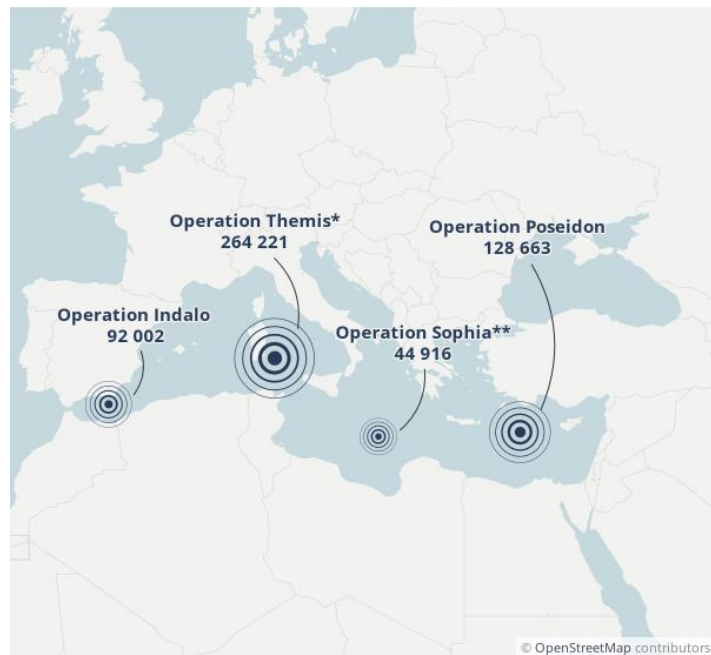 Operation Themis*
264 221
Operation Poseidon
128 663
Operation Indalo
92 002
Operation Sophia**
44 916
© OpenStreetMap contributors